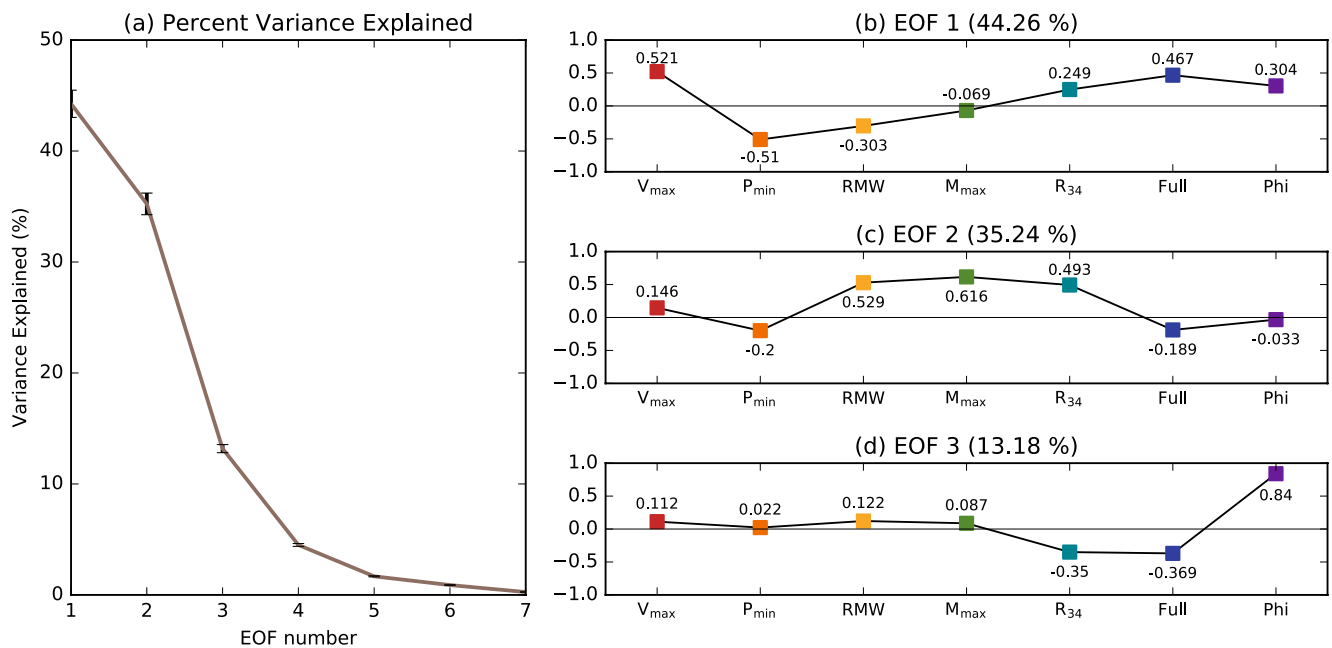 (a) Percent Variance Explained
50
40
30
20
10
0
1 2 3 4 5 6 7
Variance Explained (%)
EOF number
(b) EOF 1 (44.26 %)
1.0
0.5
0.0
−0.5
−1.0
0.521 -0.51 -0.303 -0.069 0.249 0.467 0.304
Vmax Pmin RMW Mmax R34 Full Phi
(c) EOF 2 (35.24 %)
1.0
0.5
0.0
−0.5
−1.0
0.146 -0.2 0.529 0.616 0.493 -0.189 -0.033
Vmax Pmin RMW Mmax R34 Full Phi
(d) EOF 3 (13.18 %)
1.0
0.5
0.0
−0.5
−1.0
0.112 0.022 0.122 0.087 -0.35 -0.369 0.84
Vmax Pmin RMW Mmax R34 Full Phi